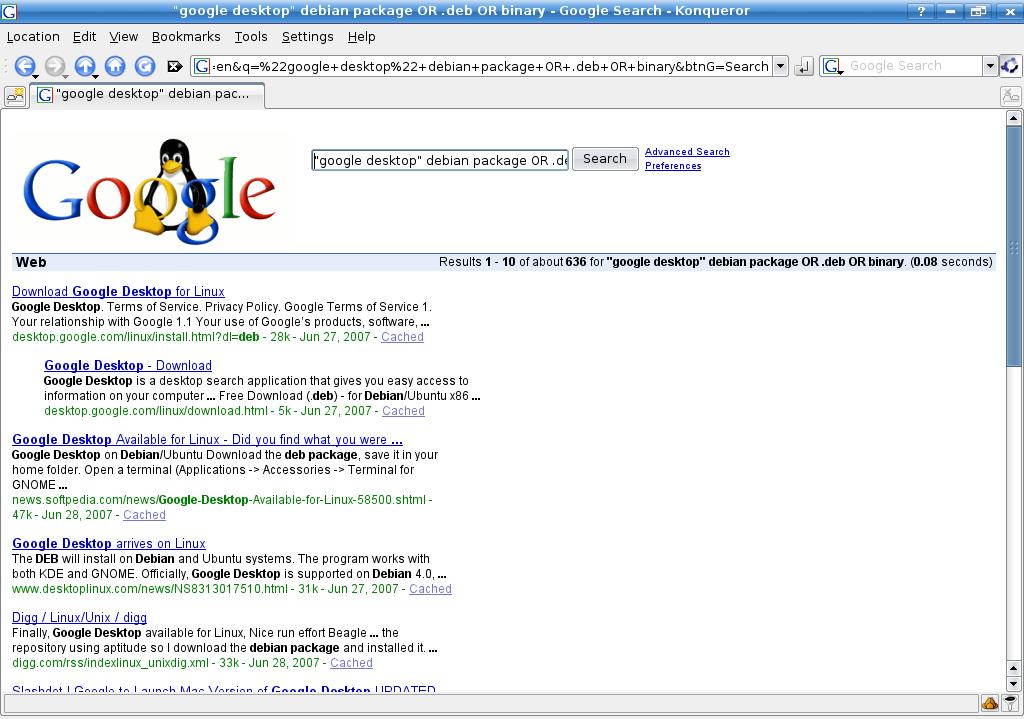 "google desktop" debian package OR .deb OR binary - Google Search - Konqueror
Location Edit View Bookmarks Tools Settings Help
=en&q=%22google+desktop%22+debian+package+OR+.deb+OR+binary&btnG=Search
Google Search
"google desktop" debian pac...
Google
"google desktop" debian package OR .de
Search
Advanced Search
Preferences
Web
Results 1 - 10 of about 636 for "google desktop" debian package OR .deb OR binary. (0.08 seconds)
Download Google Desktop for Linux
Google Desktop. Terms of Service. Privacy Policy. Google Terms of Service 1.
Your relationship with Google 1.1 Your use of Google's products, software, ...
desktop.google.com/linux/install.html?dl=deb - 28k - Jun 27, 2007 - Cached
Google Desktop - Download
Google Desktop is a desktop search application that gives you easy access to
information on your computer ... Free Download (.deb) - for Debian/Ubuntu x86 ...
desktop.google.com/linux/download.html - 5k - Jun 27, 2007 - Cached
Google Desktop Available for Linux - Did you find what you were ...
Google Desktop on Debian/Ubuntu Download the deb package, save it in your
home folder. Open a terminal (Applications -> Accessories -> Terminal for
GNOME ...
news.softpedia.com/news/Google-Desktop-Available-for-Linux-58500.shtml -
47k - Jun 28, 2007 - Cached
Google Desktop arrives on Linux
The DEB will install on Debian and Ubuntu systems. The program works with
both KDE and GNOME. Officially, Google Desktop is supported on Debian 4.0, ...
www.desktoplinux.com/news/NS8313017510.html - 31k - Jun 27, 2007 - Cached
Digg / Linux/Unix / digg
Finally, Google Desktop available for Linux, Nice run effort Beagle ... the
repository using aptitude so I download the debian package and installed it. ...
digg.com/rss/indexlinux_unixdig.xml - 33k - Jun 28, 2007 - Cached
Slashdot | Google to Launch Mac Version of Google Desktop UPDATED